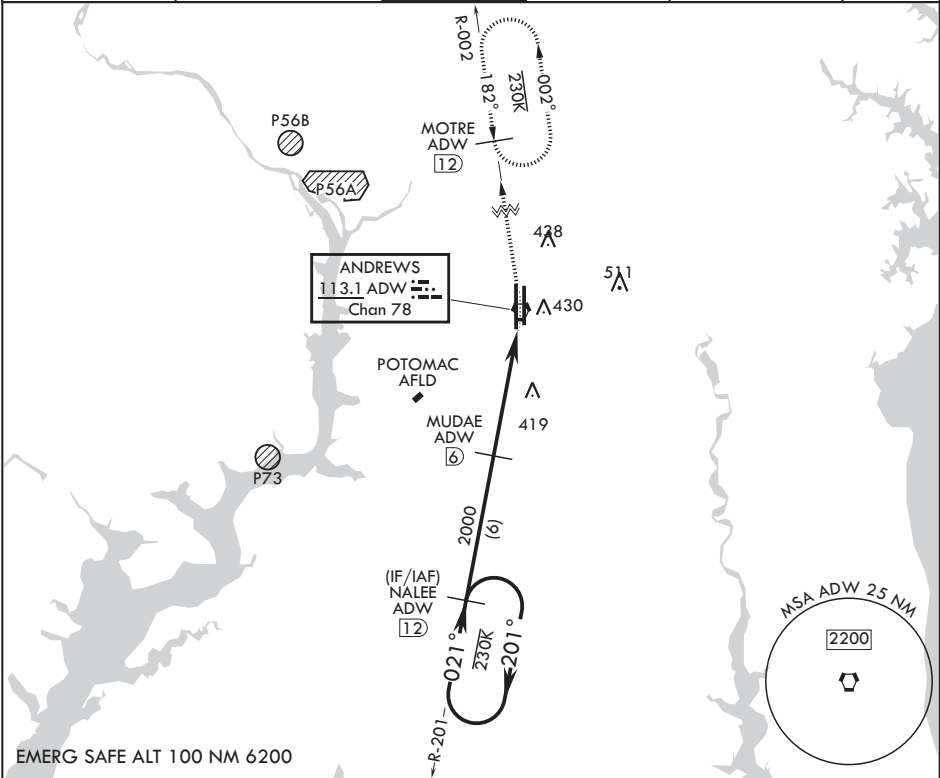 R-002
182°
230K
002°
MOTRE
ADW
12
P56B
P56A
438
511
ANDREWS
113.1 ADW
Chan 78
430
POTOMAC
AFLD
419
MUDAE
ADW
6
P73
2000
(6)
(IF/IAF)
NALEE
ADW
12
021°
230K
201°
R-201
MSA ADW 25 NM
2200
EMERG SAFE ALT 100 NM 6200